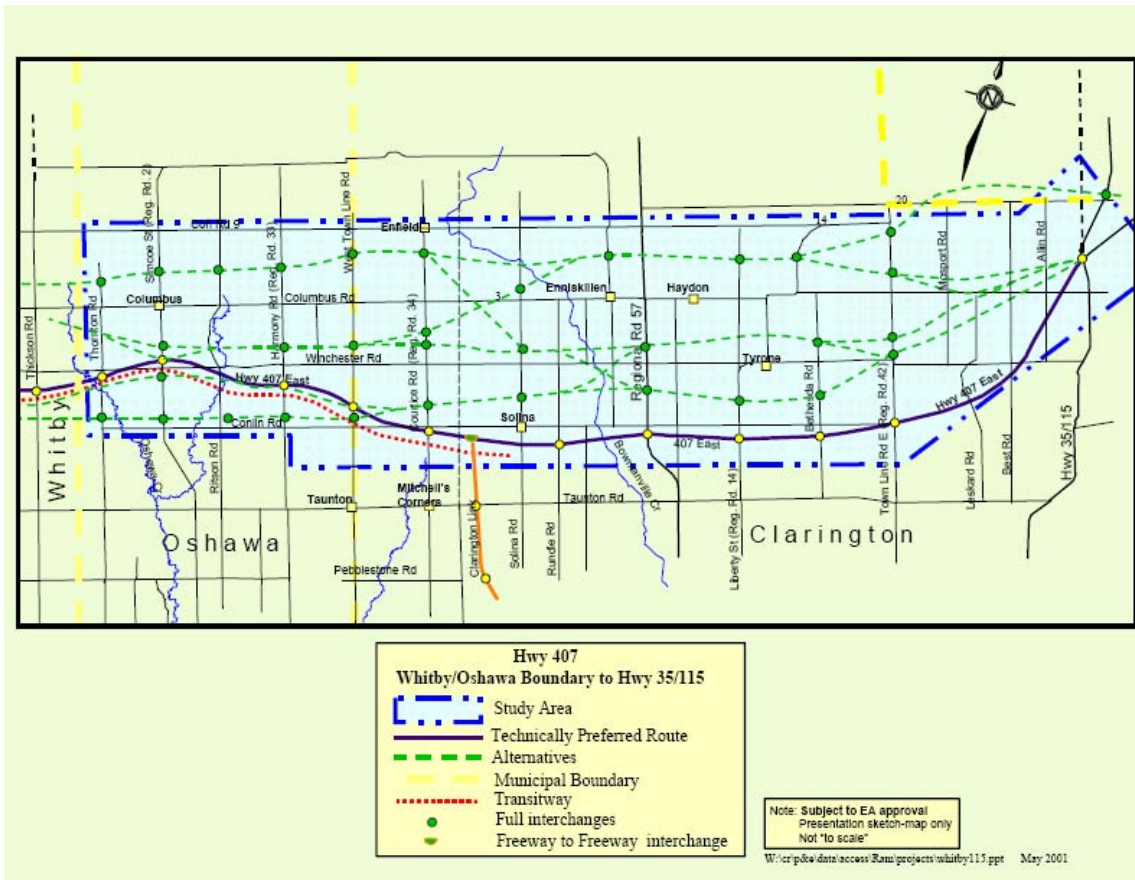 N
20
Simcoe St (Reg. Rd. 2)
Con Rd 9
Harmony Rd (Reg. Rd. 33)
West Town Line Rd
Enfield
14
Mosport Rd
Allin Rd
Thornton Rd
Columbus
Columbus Rd
3
Enniskillen
Haydon
Regional Rd 57
Thickson Rd
Winchester Rd
Tyrone
Hwy 407 East
Hwy 407 East
Courtice Rd (Reg. Rd. 34)
Solina
Bethesda Rd
Town Line Rd E (Reg. Rd. 42)
Conlin Rd
407 East
Whitby
Oshawa Cr
Ritson Rd
Bowmanville Cr
Leskard Rd
Best Rd
Hwy 35/115
Taunton
Mitchell's
Corners
Taunton Rd
Clarington Link
Solina Rd
Rundle Rd
Liberty St (Reg. Rd. 14)
Oshawa
Clarington
Pebblestone Rd
Hwy 407
Whitby/Oshawa Boundary to Hwy 35/115
Study Area
Technically Preferred Route
Alternatives
Municipal Boundary
Transitway
Full interchanges
Freeway to Freeway interchange
Note: Subject to EA approval
Presentation sketch-map only
Not "to scale"
W:\cr\p&e\data\access\Ram\projects\whitby115.ppt May 2001